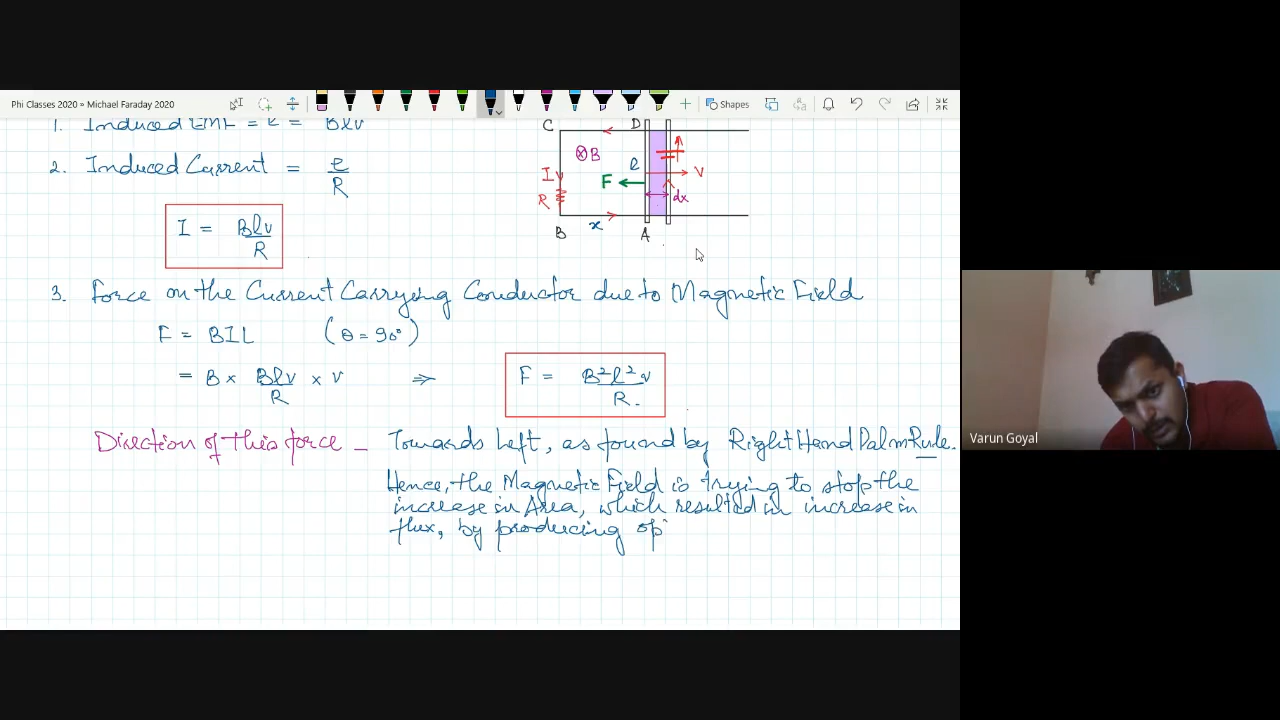 Phi Classes 2020 » Michael Faraday 2020
Shapes
1. Induced EMF = e = Blv
2. Induced Current = e
R
I = Blv
R
C
D
⊗B
l
V
I
F
R
dx
x
B
A
3. Force on the Current Carrying Conductor due to Magnetic Field
F = BIL (θ = 90°)
= B × Blv × v ⇒ F = B²l²v
R R.
Direction of this force – Towards Left, as found by Right Hand Palm Rule.
Hence, the Magnetic Field is trying to stop the
increase in Area, which resulted in increase in
flux, by producing op
Varun Goyal